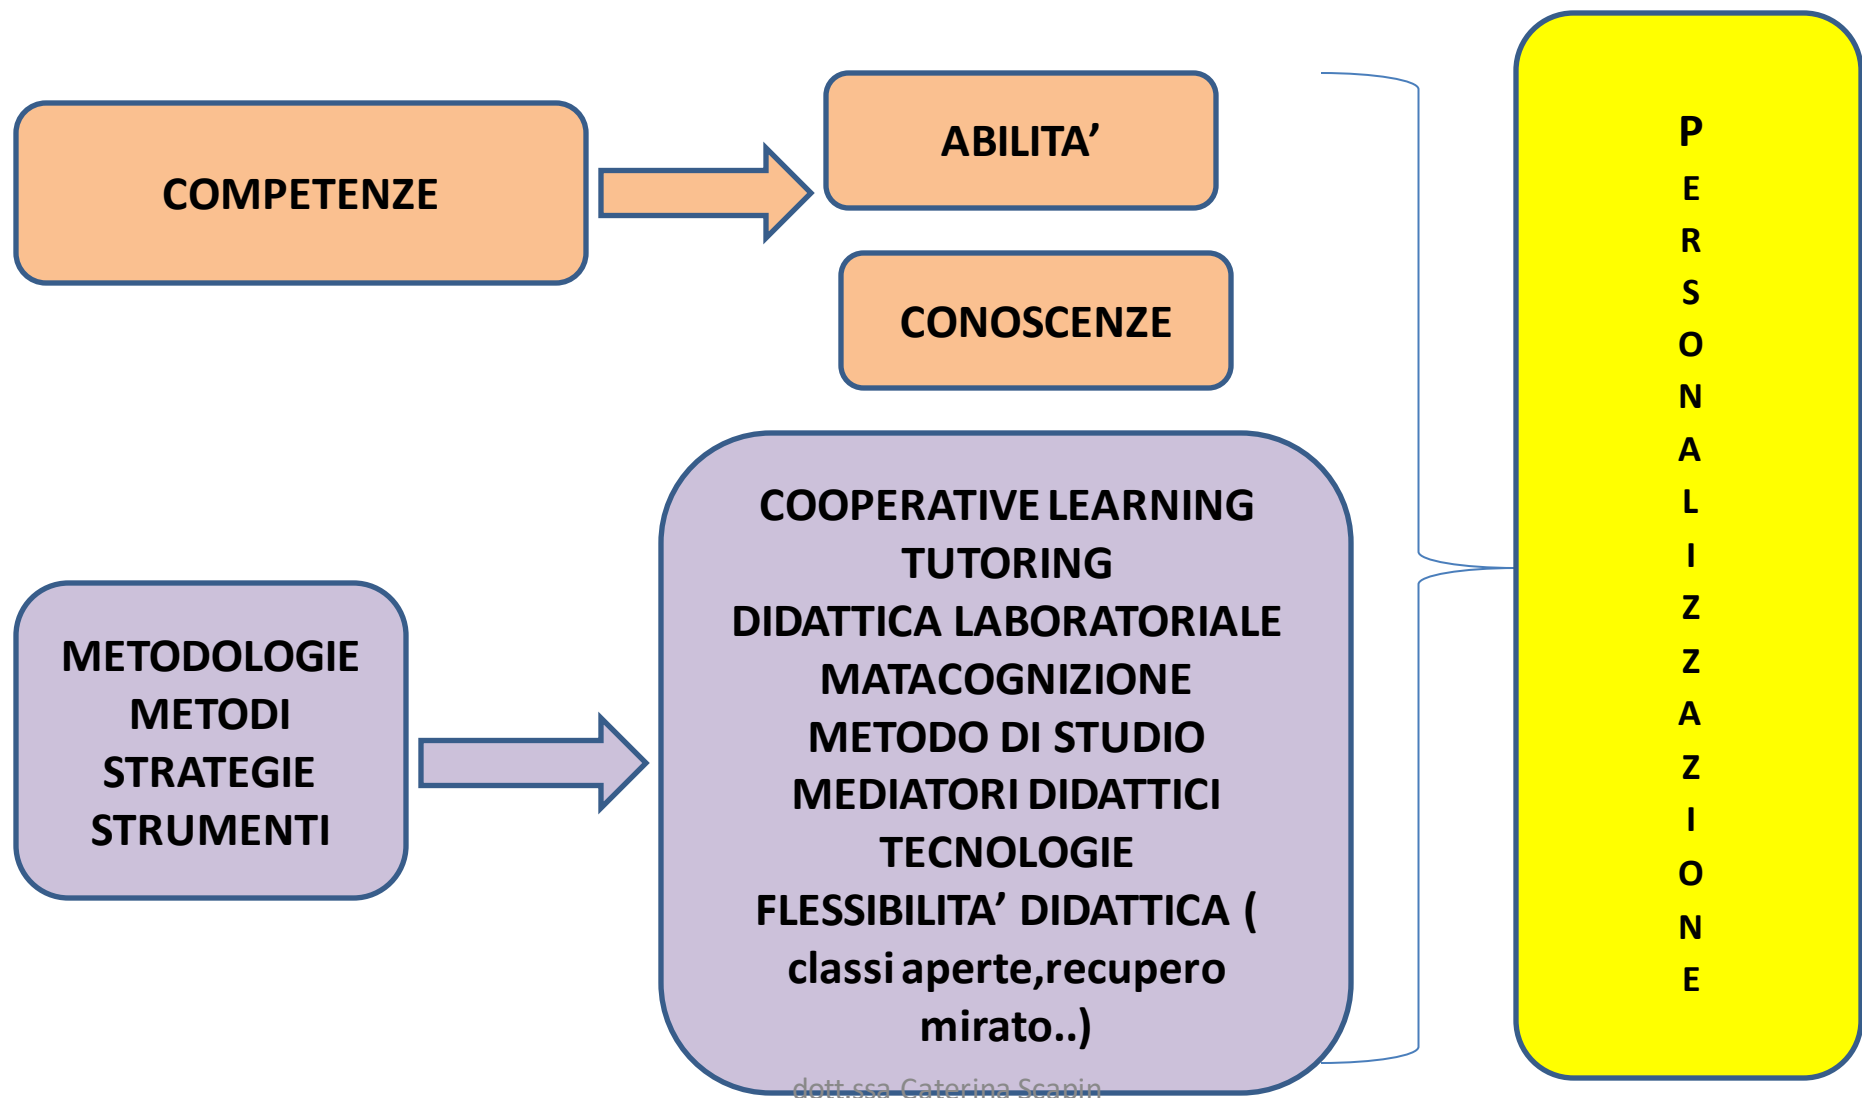 COMPETENZE
ABILITA’
CONOSCENZE
METODOLOGIE
METODI
STRATEGIE
STRUMENTI
COOPERATIVE LEARNING
TUTORING
DIDATTICA LABORATORIALE
MATACOGNIZIONE
METODO DI STUDIO
MEDIATORI DIDATTICI
TECNOLOGIE
FLESSIBILITA’ DIDATTICA (
classi aperte,recupero
mirato..)
P
E
R
S
O
N
A
L
I
Z
Z
A
Z
I
O
N
E
dott.ssa Caterina Scapin